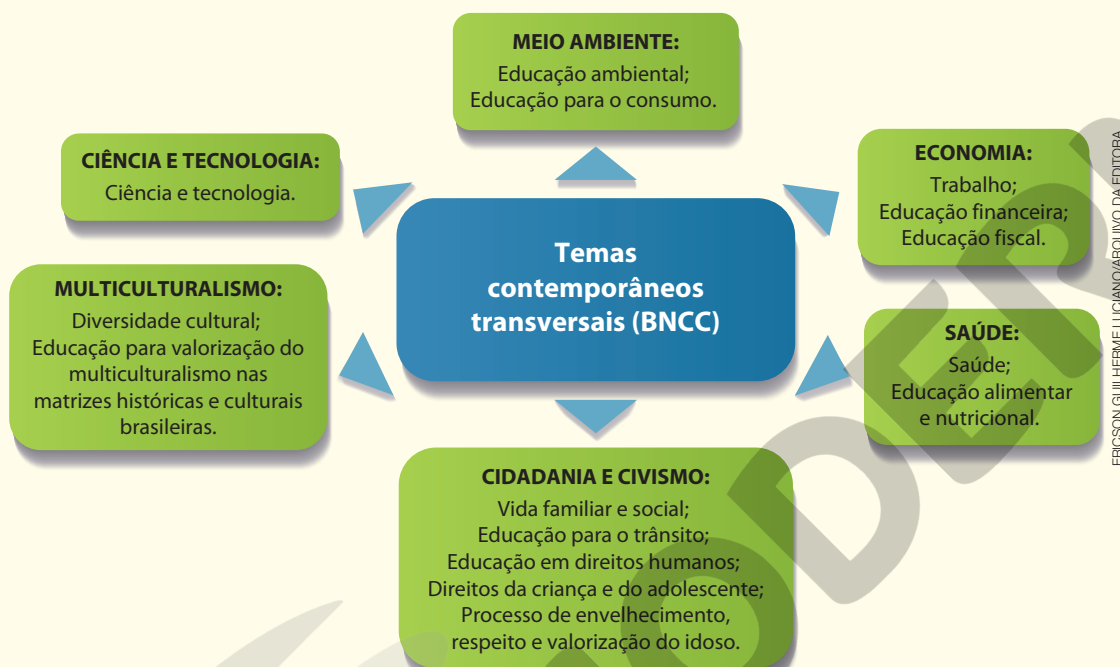 MEIO AMBIENTE:
Educação ambiental;
Educação para o consumo.
CIÊNCIA E TECNOLOGIA:
Ciência e tecnologia.
ECONOMIA:
Trabalho;
Educação financeira;
Educação fiscal.
Temas
contemporâneos
transversais (BNCC)
MULTICULTURALISMO:
Diversidade cultural;
Educação para valorização do
multiculturalismo nas
matrizes históricas e culturais
brasileiras.
SAÚDE:
Saúde;
Educação alimentar
e nutricional.
CIDADANIA E CIVISMO:
Vida familiar e social;
Educação para o trânsito;
Educação em direitos humanos;
Direitos da criança e do adolescente;
Processo de envelhecimento,
respeito e valorização do idoso.
ERICSON GUILHERME LUCIANO/ARQUIVO DA EDITORA